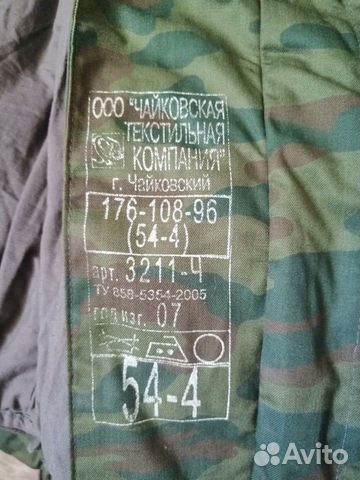 ООО "ЧАЙКОВСКАЯ
ТЕКСТИЛЬНАЯ
КОМПАНИЯ"
г. Чайковский
176-108-96
(54-4)
арт. 3211-Ч
ТУ 858-5354-2005
год изг. 07
54-4
Avito